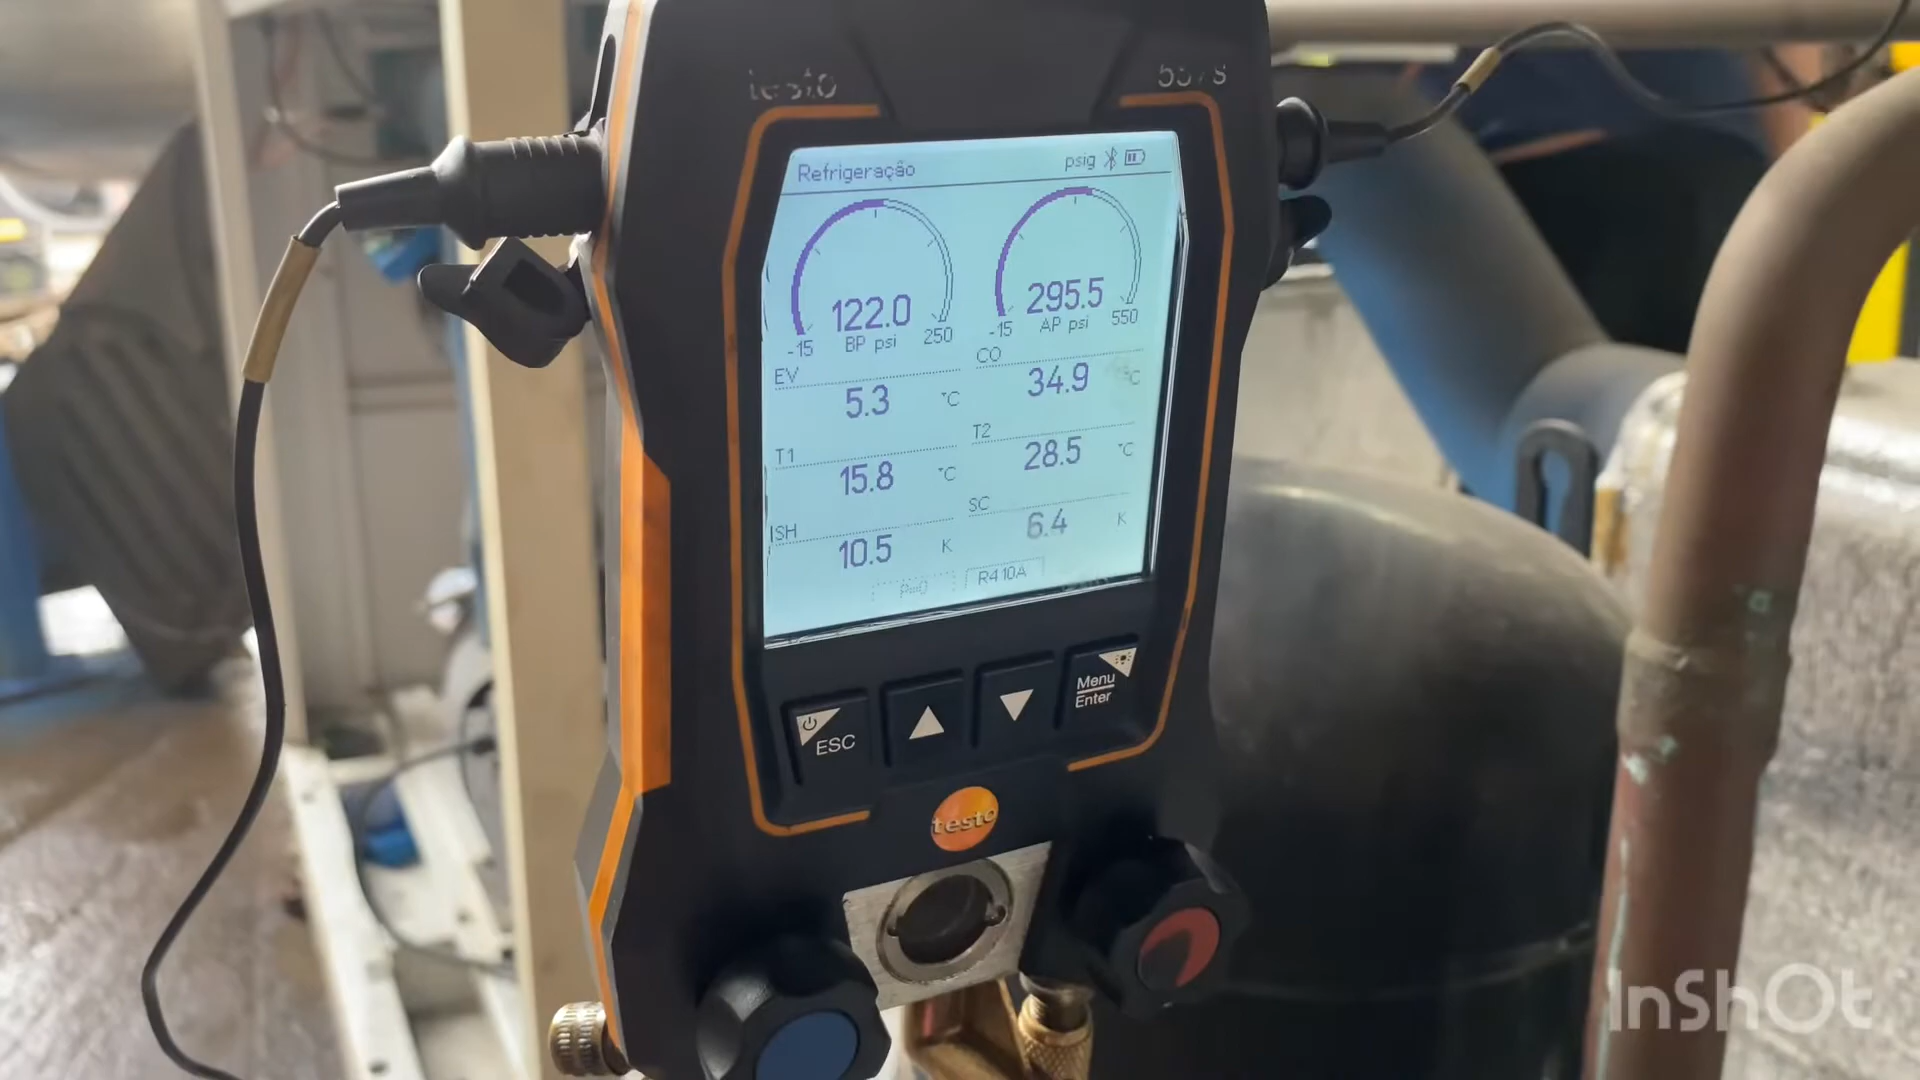 testo
Refrigeração psig
122.0
-15 BP psi 250
295.5
-15 AP psi 550
EV
5.3 °C
CO
34.9 °C
T1
15.8 °C
T2
28.5 °C
SH
10.5 K
SC
6.4 K
P=0
R410A
ESC
Menu
Enter
testo
InShOt